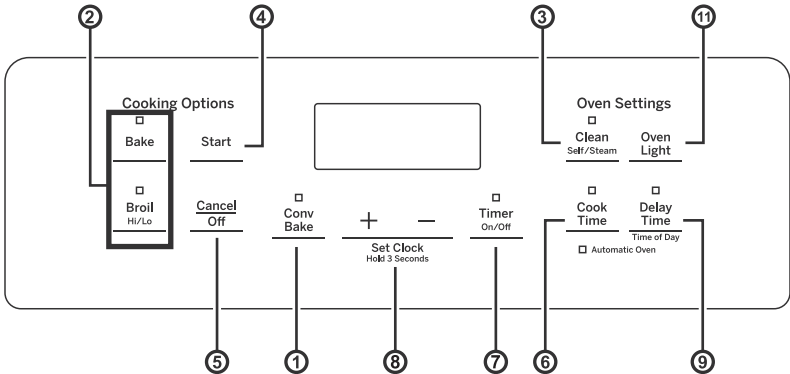 ② ④ ③ ⑪
Cooking Options
Oven Settings
Bake
Start
Clean
Self/Steam
Oven
Light
Broil
Hi/Lo
Cancel
Off
Conv
Bake
+ −
Set Clock
Hold 3 Seconds
Timer
On/Off
Cook
Time
Delay
Time
Time of Day
Automatic Oven
⑤ ① ⑧ ⑦ ⑥ ⑨